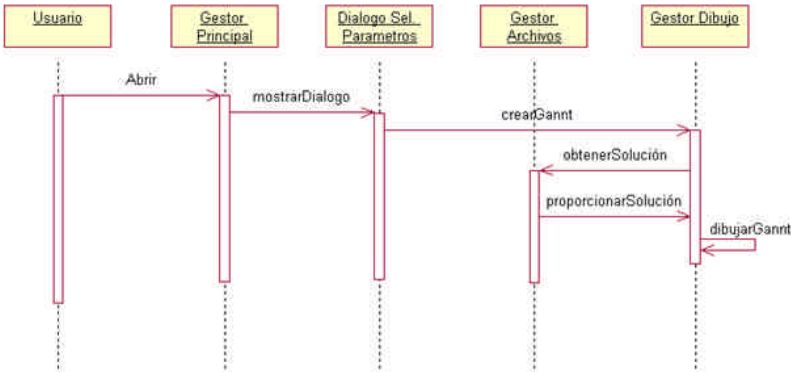 Usuario
Gestor
Principal
Dialogo Sel.
Parametros
Gestor
Archivos
Gestor Dibujo
Abrir
mostrarDialogo
crearGannt
obtenerSolución
proporcionarSolución
dibujarGannt